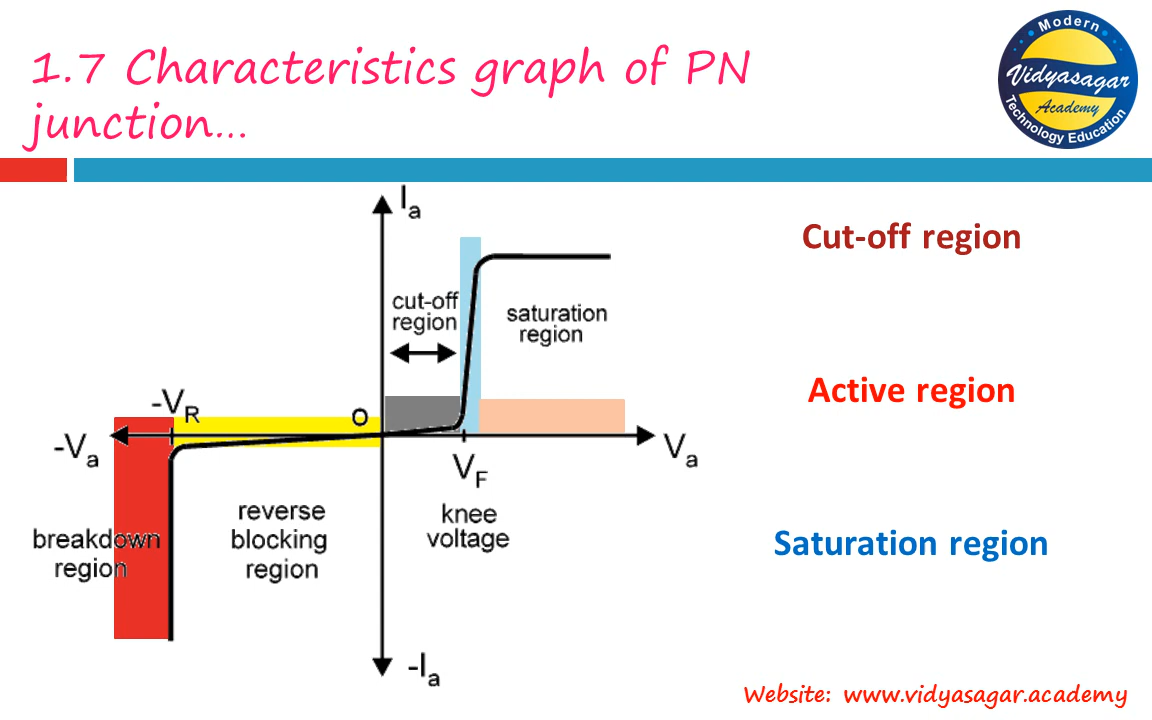 1.7 Characteristics graph of PN
junction...
Modern
Vidyasagar
Academy
Technology Education
Ia
cut-off
region
saturation
region
-VR
O
-Va
Va
VF
knee
voltage
reverse
blocking
region
breakdown
region
-Ia
Cut-off region
Active region
Saturation region
Website: www.vidyasagar.academy